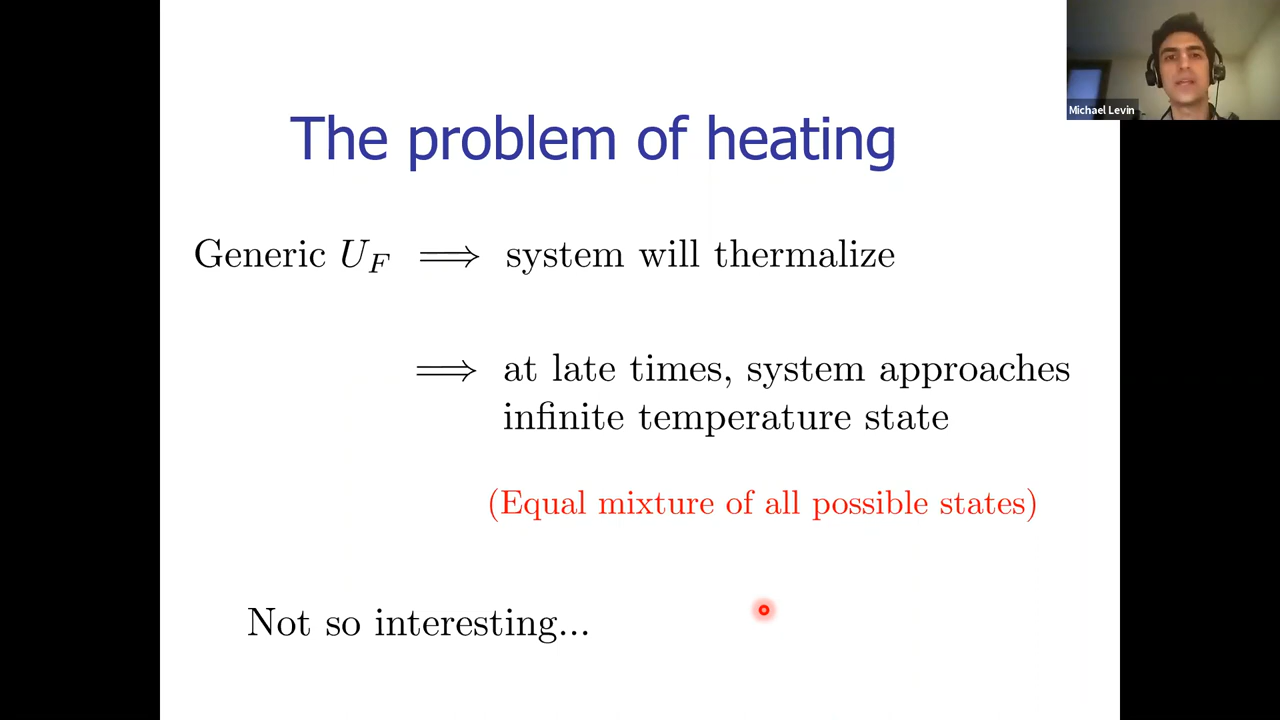 Michael Levin
The problem of heating
Generic U_F ⟹ system will thermalize
⟹ at late times, system approaches
infinite temperature state
(Equal mixture of all possible states)
Not so interesting...